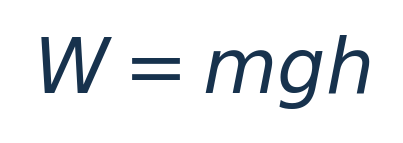 W = mgh